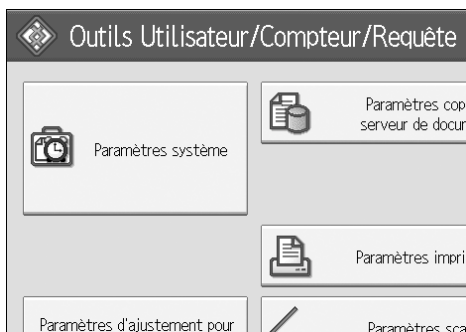 Outils Utilisateur/Compteur/Requête
Paramètres système
Paramètres cop
serveur de docur
Paramètres impri
Paramètres d'ajustement pour
Paramètres sca